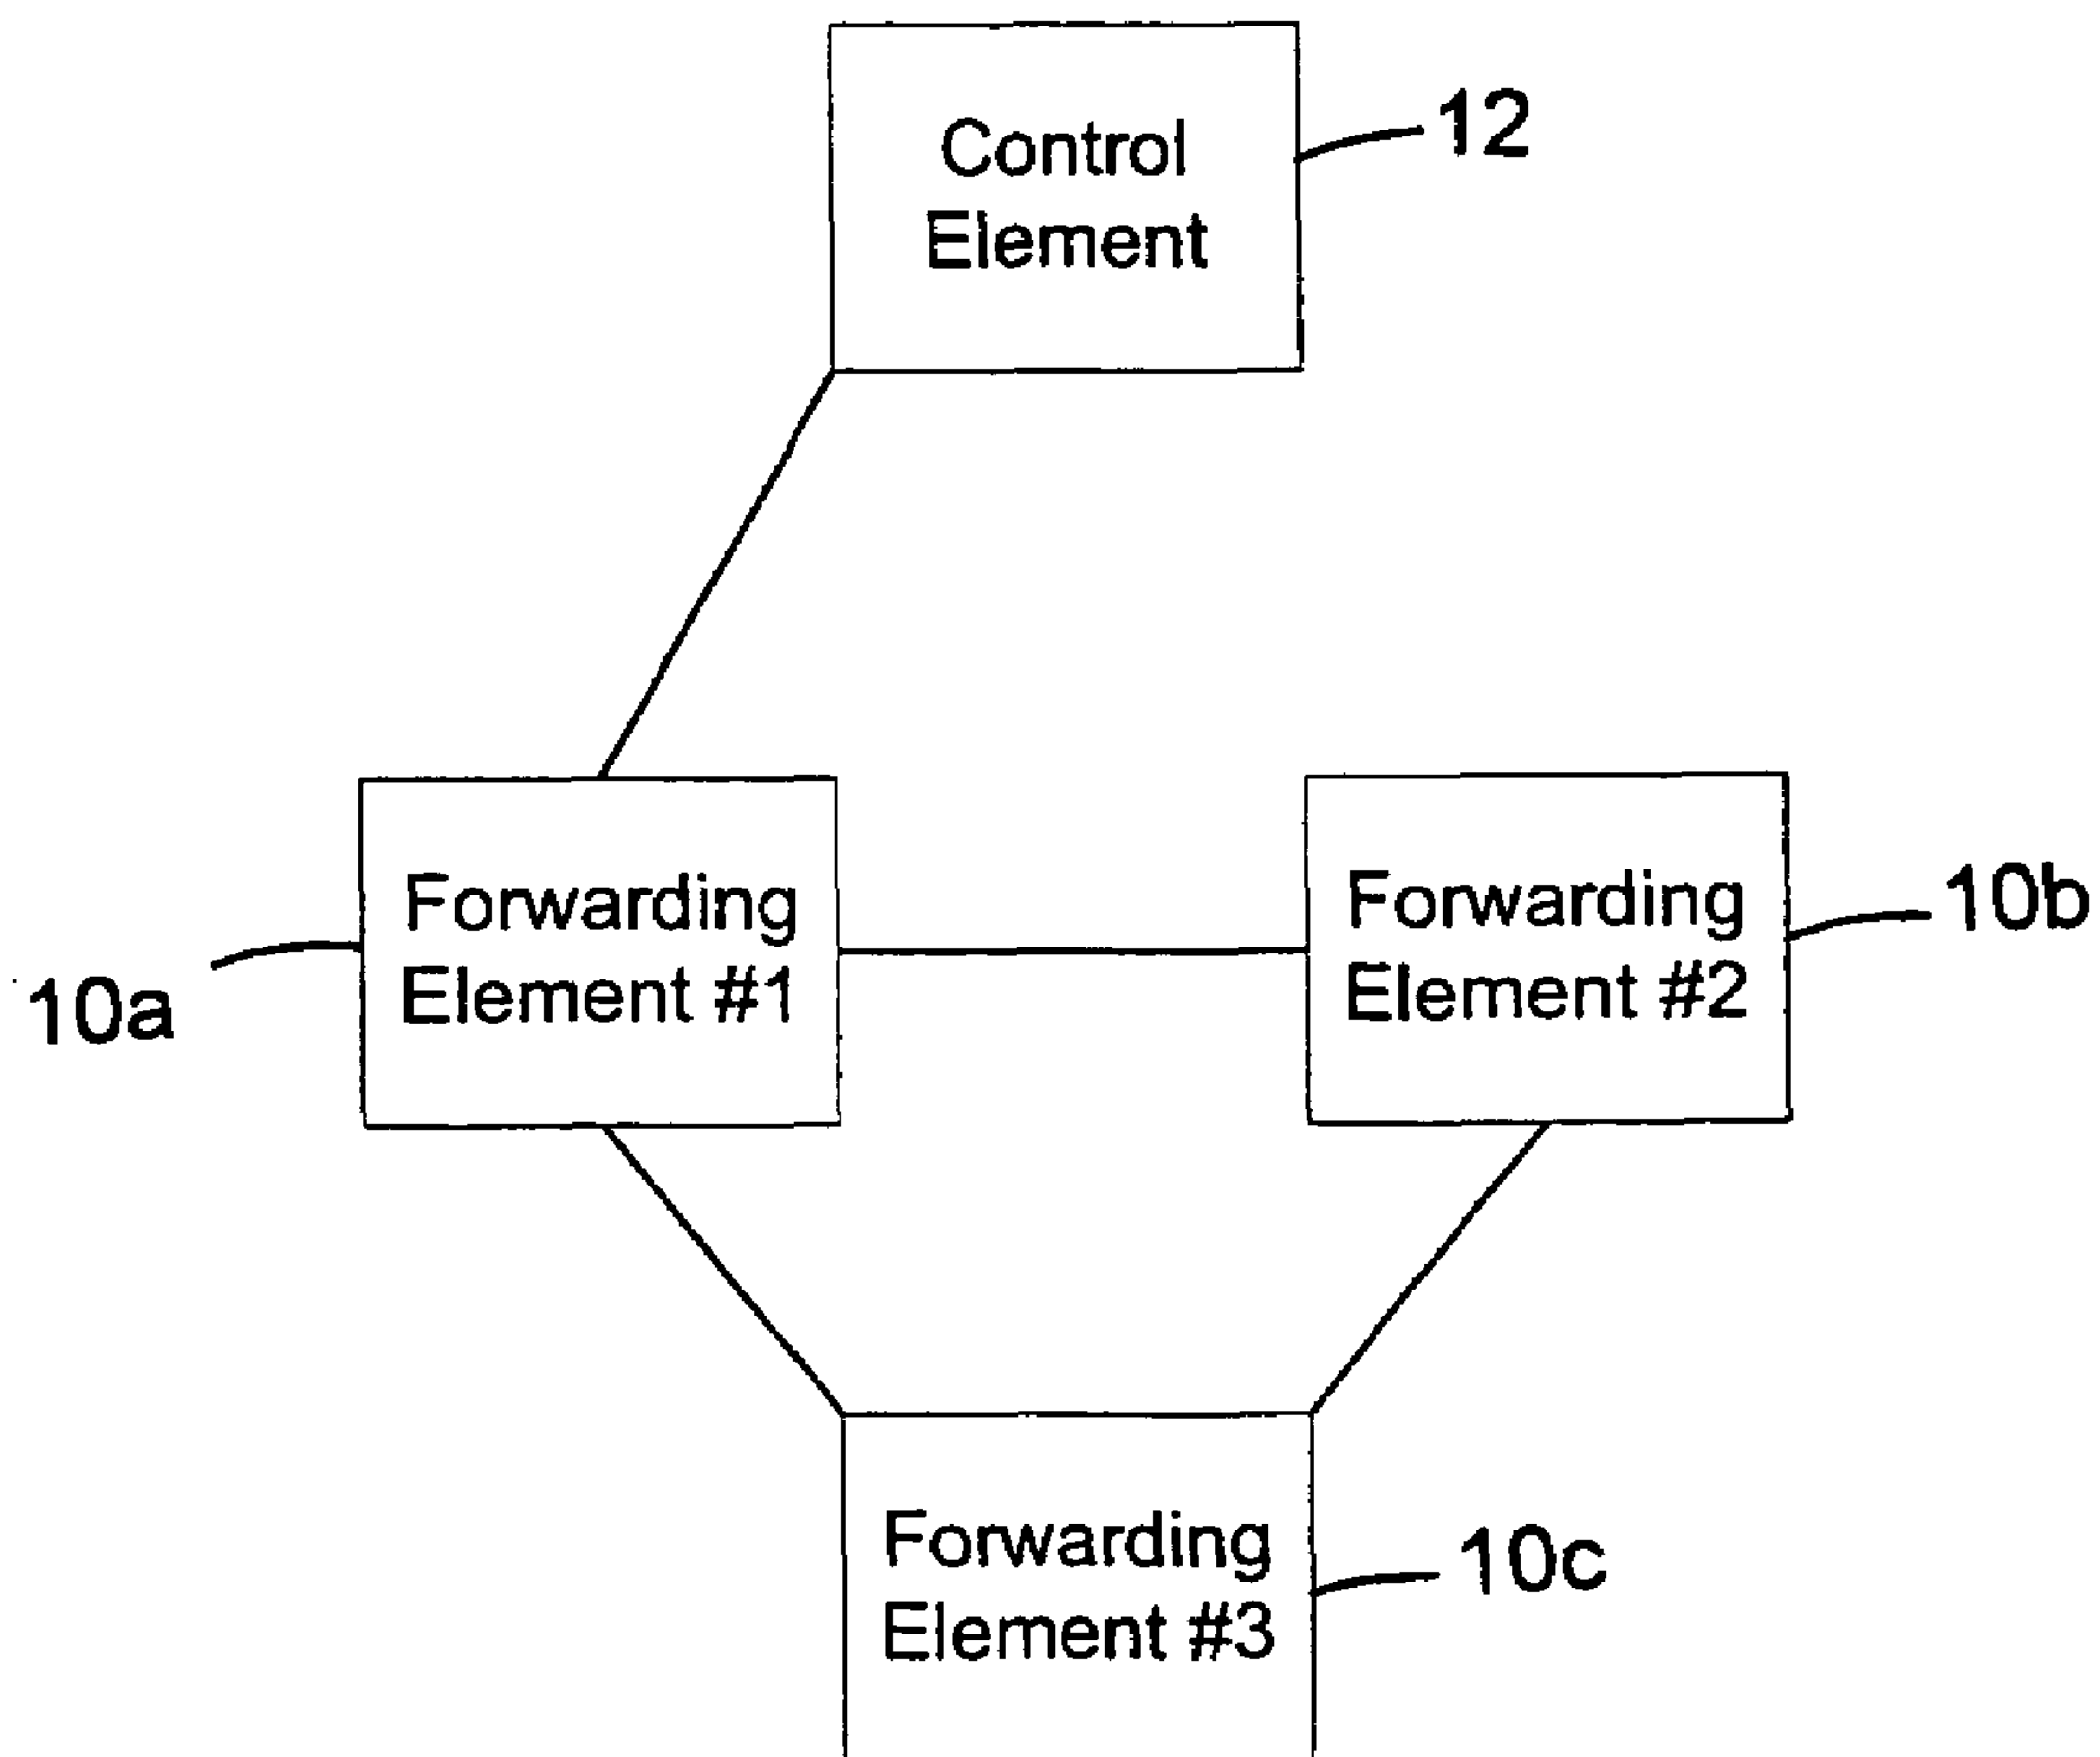 Control
Element
12
Forwarding
Element #1
10a
Forwarding
Element #2
10b
Forwarding
Element #3
10c